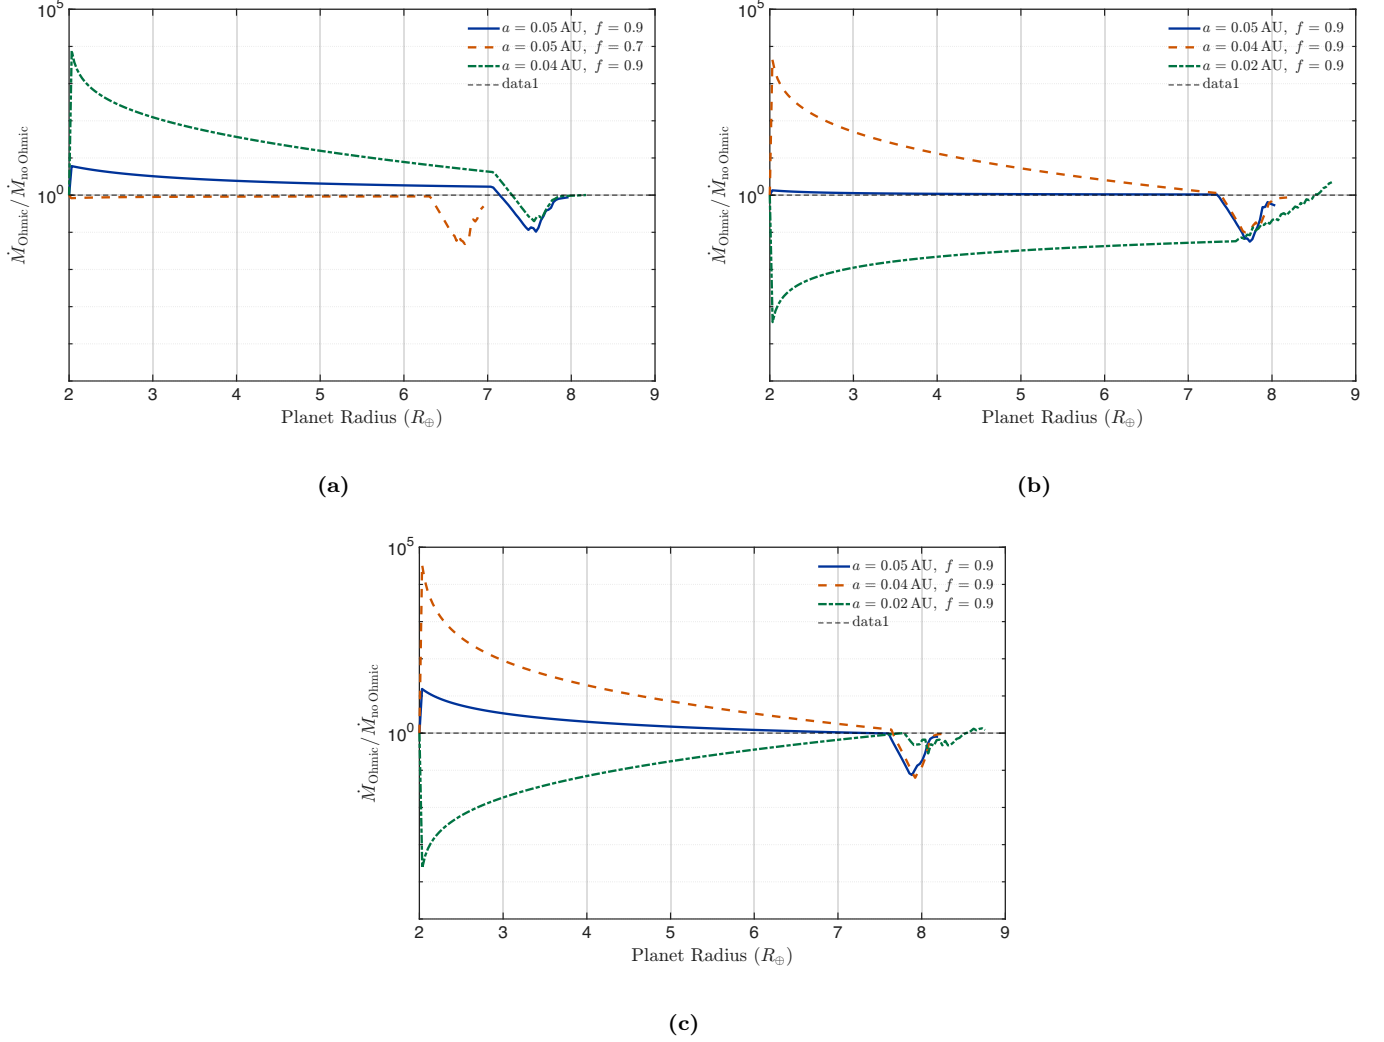 10^5
a = 0.05 AU, f = 0.9
a = 0.05 AU, f = 0.7
a = 0.04 AU, f = 0.9
data1
10^0
Ṁ_Ohmic/Ṁ_no Ohmic
2 3 4 5 6 7 8 9
Planet Radius (R⊕)
(a)
10^5
a = 0.05 AU, f = 0.9
a = 0.04 AU, f = 0.9
a = 0.02 AU, f = 0.9
data1
10^0
Ṁ_Ohmic/Ṁ_no Ohmic
2 3 4 5 6 7 8 9
Planet Radius (R⊕)
(b)
10^5
a = 0.05 AU, f = 0.9
a = 0.04 AU, f = 0.9
a = 0.02 AU, f = 0.9
data1
10^0
Ṁ_Ohmic/Ṁ_no Ohmic
2 3 4 5 6 7 8 9
Planet Radius (R⊕)
(c)